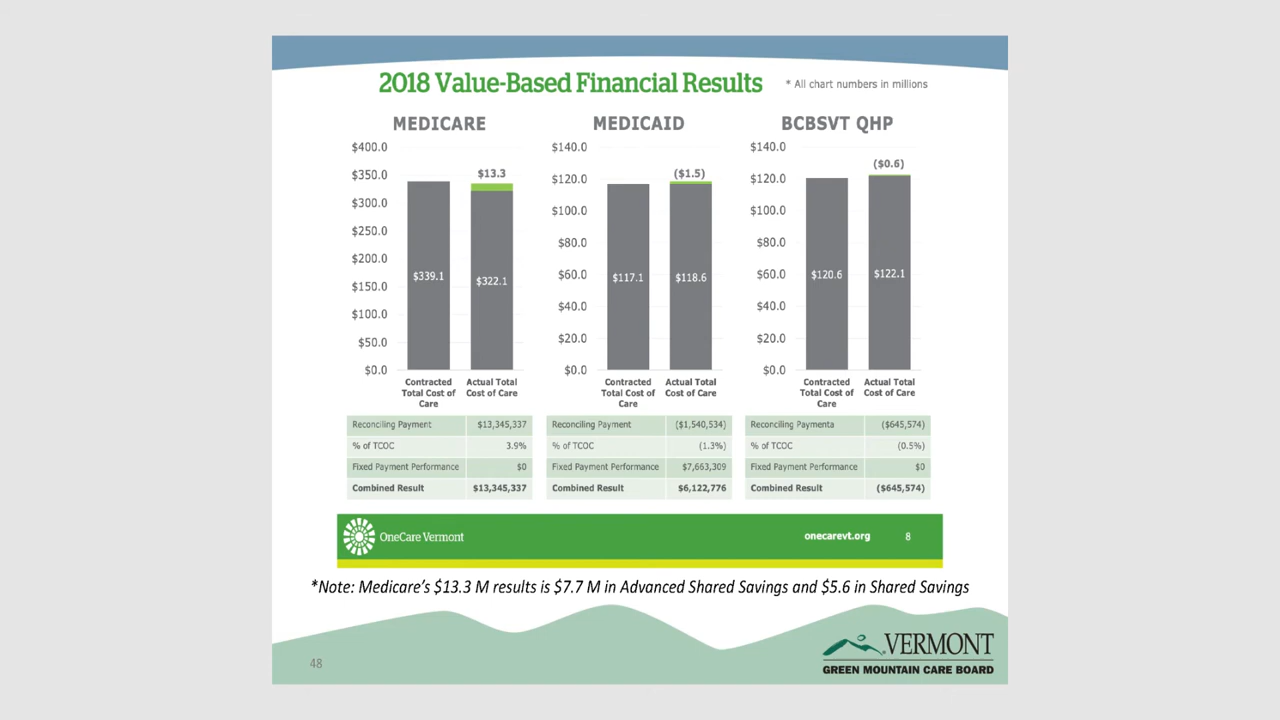 2018 Value-Based Financial Results
* All chart numbers in millions
MEDICARE
$400.0
$350.0
$300.0
$250.0
$200.0
$150.0
$100.0
$50.0
$0.0
$13.3
$339.1
$322.1
Contracted
Total Cost of
Care
Actual Total
Cost of Care
MEDICAID
$140.0
$120.0
$100.0
$80.0
$60.0
$40.0
$20.0
$0.0
($1.5)
$117.1
$118.6
Contracted
Total Cost of
Care
Actual Total
Cost of Care
BCBSVT QHP
$140.0
$120.0
$100.0
$80.0
$60.0
$40.0
$20.0
$0.0
($0.6)
$120.6
$122.1
Contracted
Total Cost of
Care
Actual Total
Cost of Care
Reconciling Payment $13,345,337
% of TCOC 3.9%
Fixed Payment Performance $0
Combined Result $13,345,337
Reconciling Payment ($1,540,534)
% of TCOC (1.3%)
Fixed Payment Performance $7,663,309
Combined Result $6,122,776
Reconciling Paymenta ($645,574)
% of TCOC (0.5%)
Fixed Payment Performance $0
Combined Result ($645,574)
OneCare Vermont
onecarevt.org 8
*Note: Medicare's $13.3 M results is $7.7 M in Advanced Shared Savings and $5.6 in Shared Savings
48
VERMONT
GREEN MOUNTAIN CARE BOARD